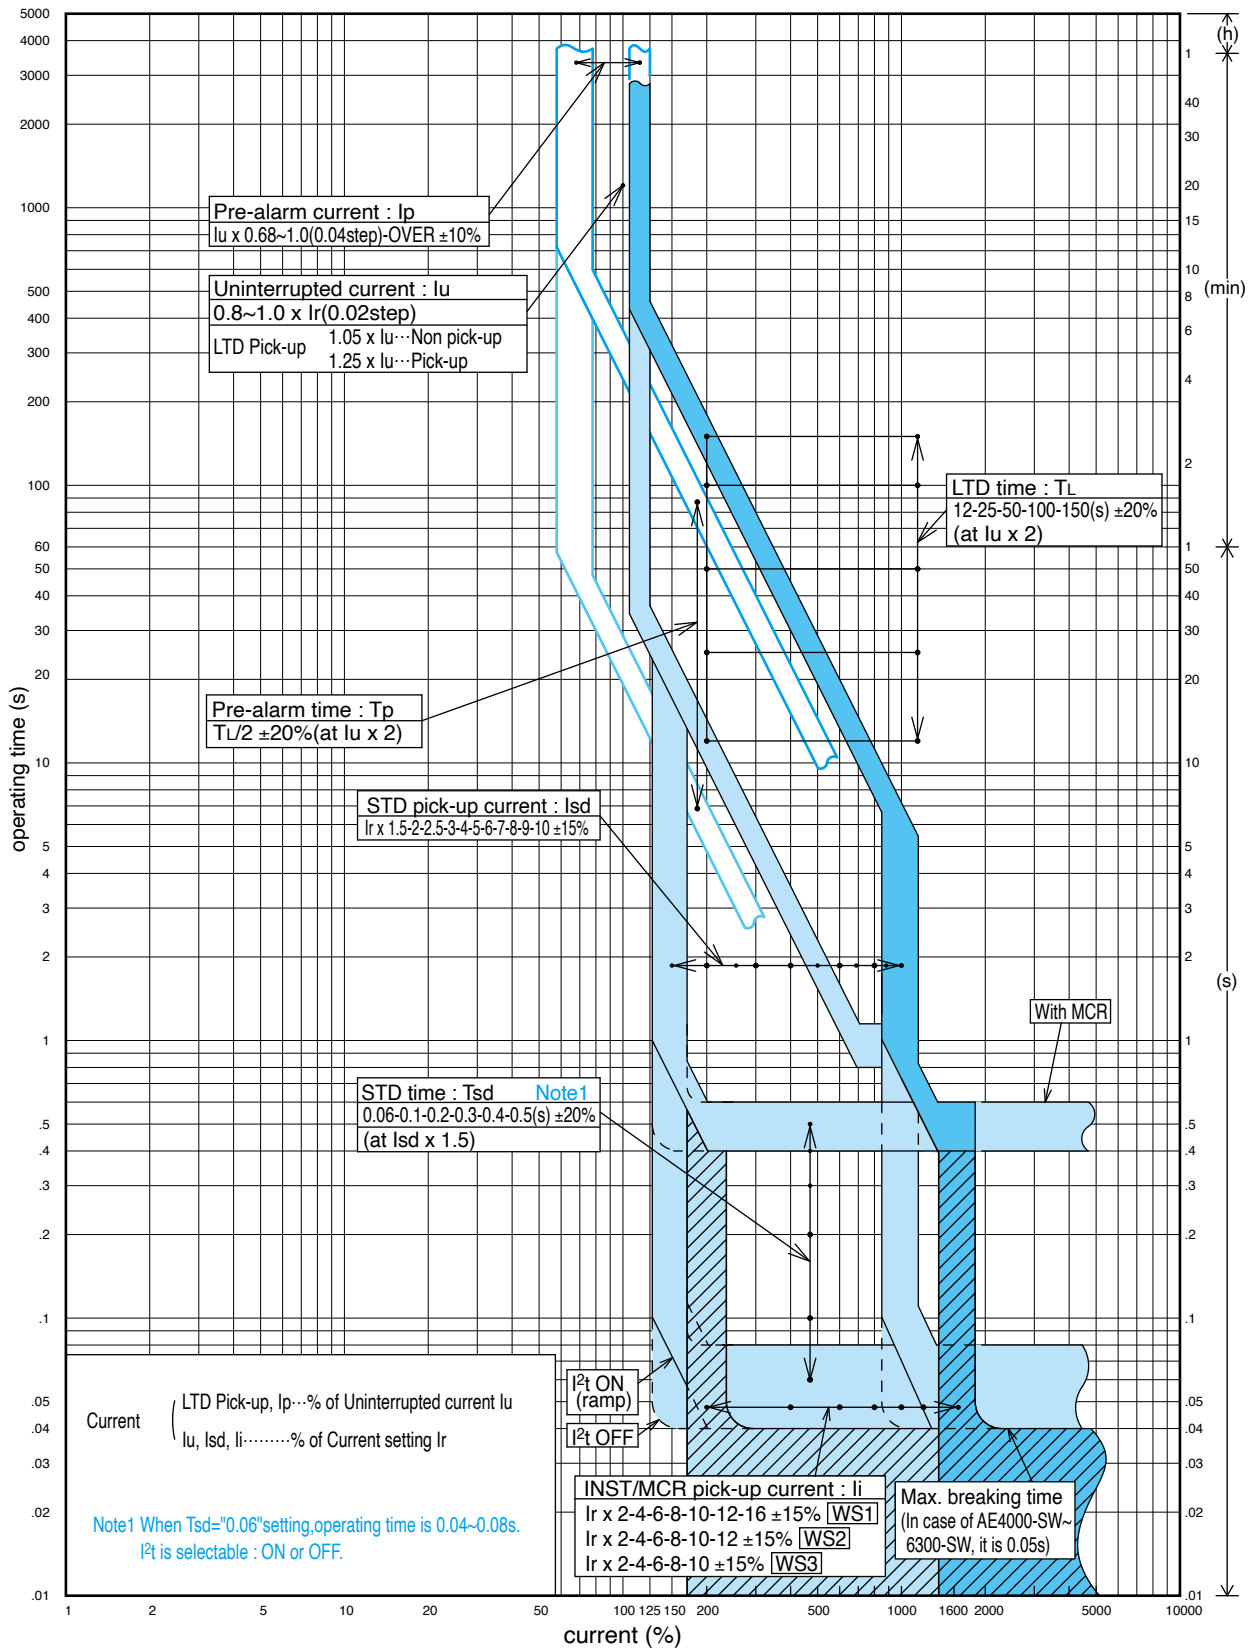 5000
4000
3000
2000
1000
500
400
300
200
100
60
50
40
30
20
10
5
4
3
2
1
.5
.4
.3
.2
.1
.05
.04
.03
.02
.01
operating time (s)
Pre-alarm current : Ip
Iu x 0.68~1.0(0.04step)-OVER ±10%
Uninterrupted current : Iu
0.8~1.0 x Ir(0.02step)
LTD Pick-up 1.05 x Iu···Non pick-up
1.25 x Iu···Pick-up
LTD time : TL
12-25-50-100-150(s) ±20%
(at Iu x 2)
Pre-alarm time : Tp
TL/2 ±20%(at Iu x 2)
STD pick-up current : Isd
Ir x 1.5-2-2.5-3-4-5-6-7-8-9-10 ±15%
With MCR
STD time : Tsd Note1
0.06-0.1-0.2-0.3-0.4-0.5(s) ±20%
(at Isd x 1.5)
I²t ON
(ramp)
I²t OFF
Current
LTD Pick-up, Ip···% of Uninterrupted current Iu
Iu, Isd, Ii·········% of Current setting Ir
Note1 When Tsd="0.06"setting,operating time is 0.04~0.08s.
I²t is selectable : ON or OFF.
INST/MCR pick-up current : Ii
Ir x 2-4-6-8-10-12-16 ±15% WS1
Ir x 2-4-6-8-10-12 ±15% WS2
Ir x 2-4-6-8-10 ±15% WS3
Max. breaking time
(In case of AE4000-SW~
6300-SW, it is 0.05s)
(h)
1
40
30
20
15
10
8
6
4
2
1
(min)
50
40
30
20
10
5
4
3
2
1
.5
.4
.3
.2
.1
.05
.04
.03
.02
.01
(s)
1
2
5
10
20
50
100
125
150
200
500
1000
1600
2000
5000
10000
current (%)